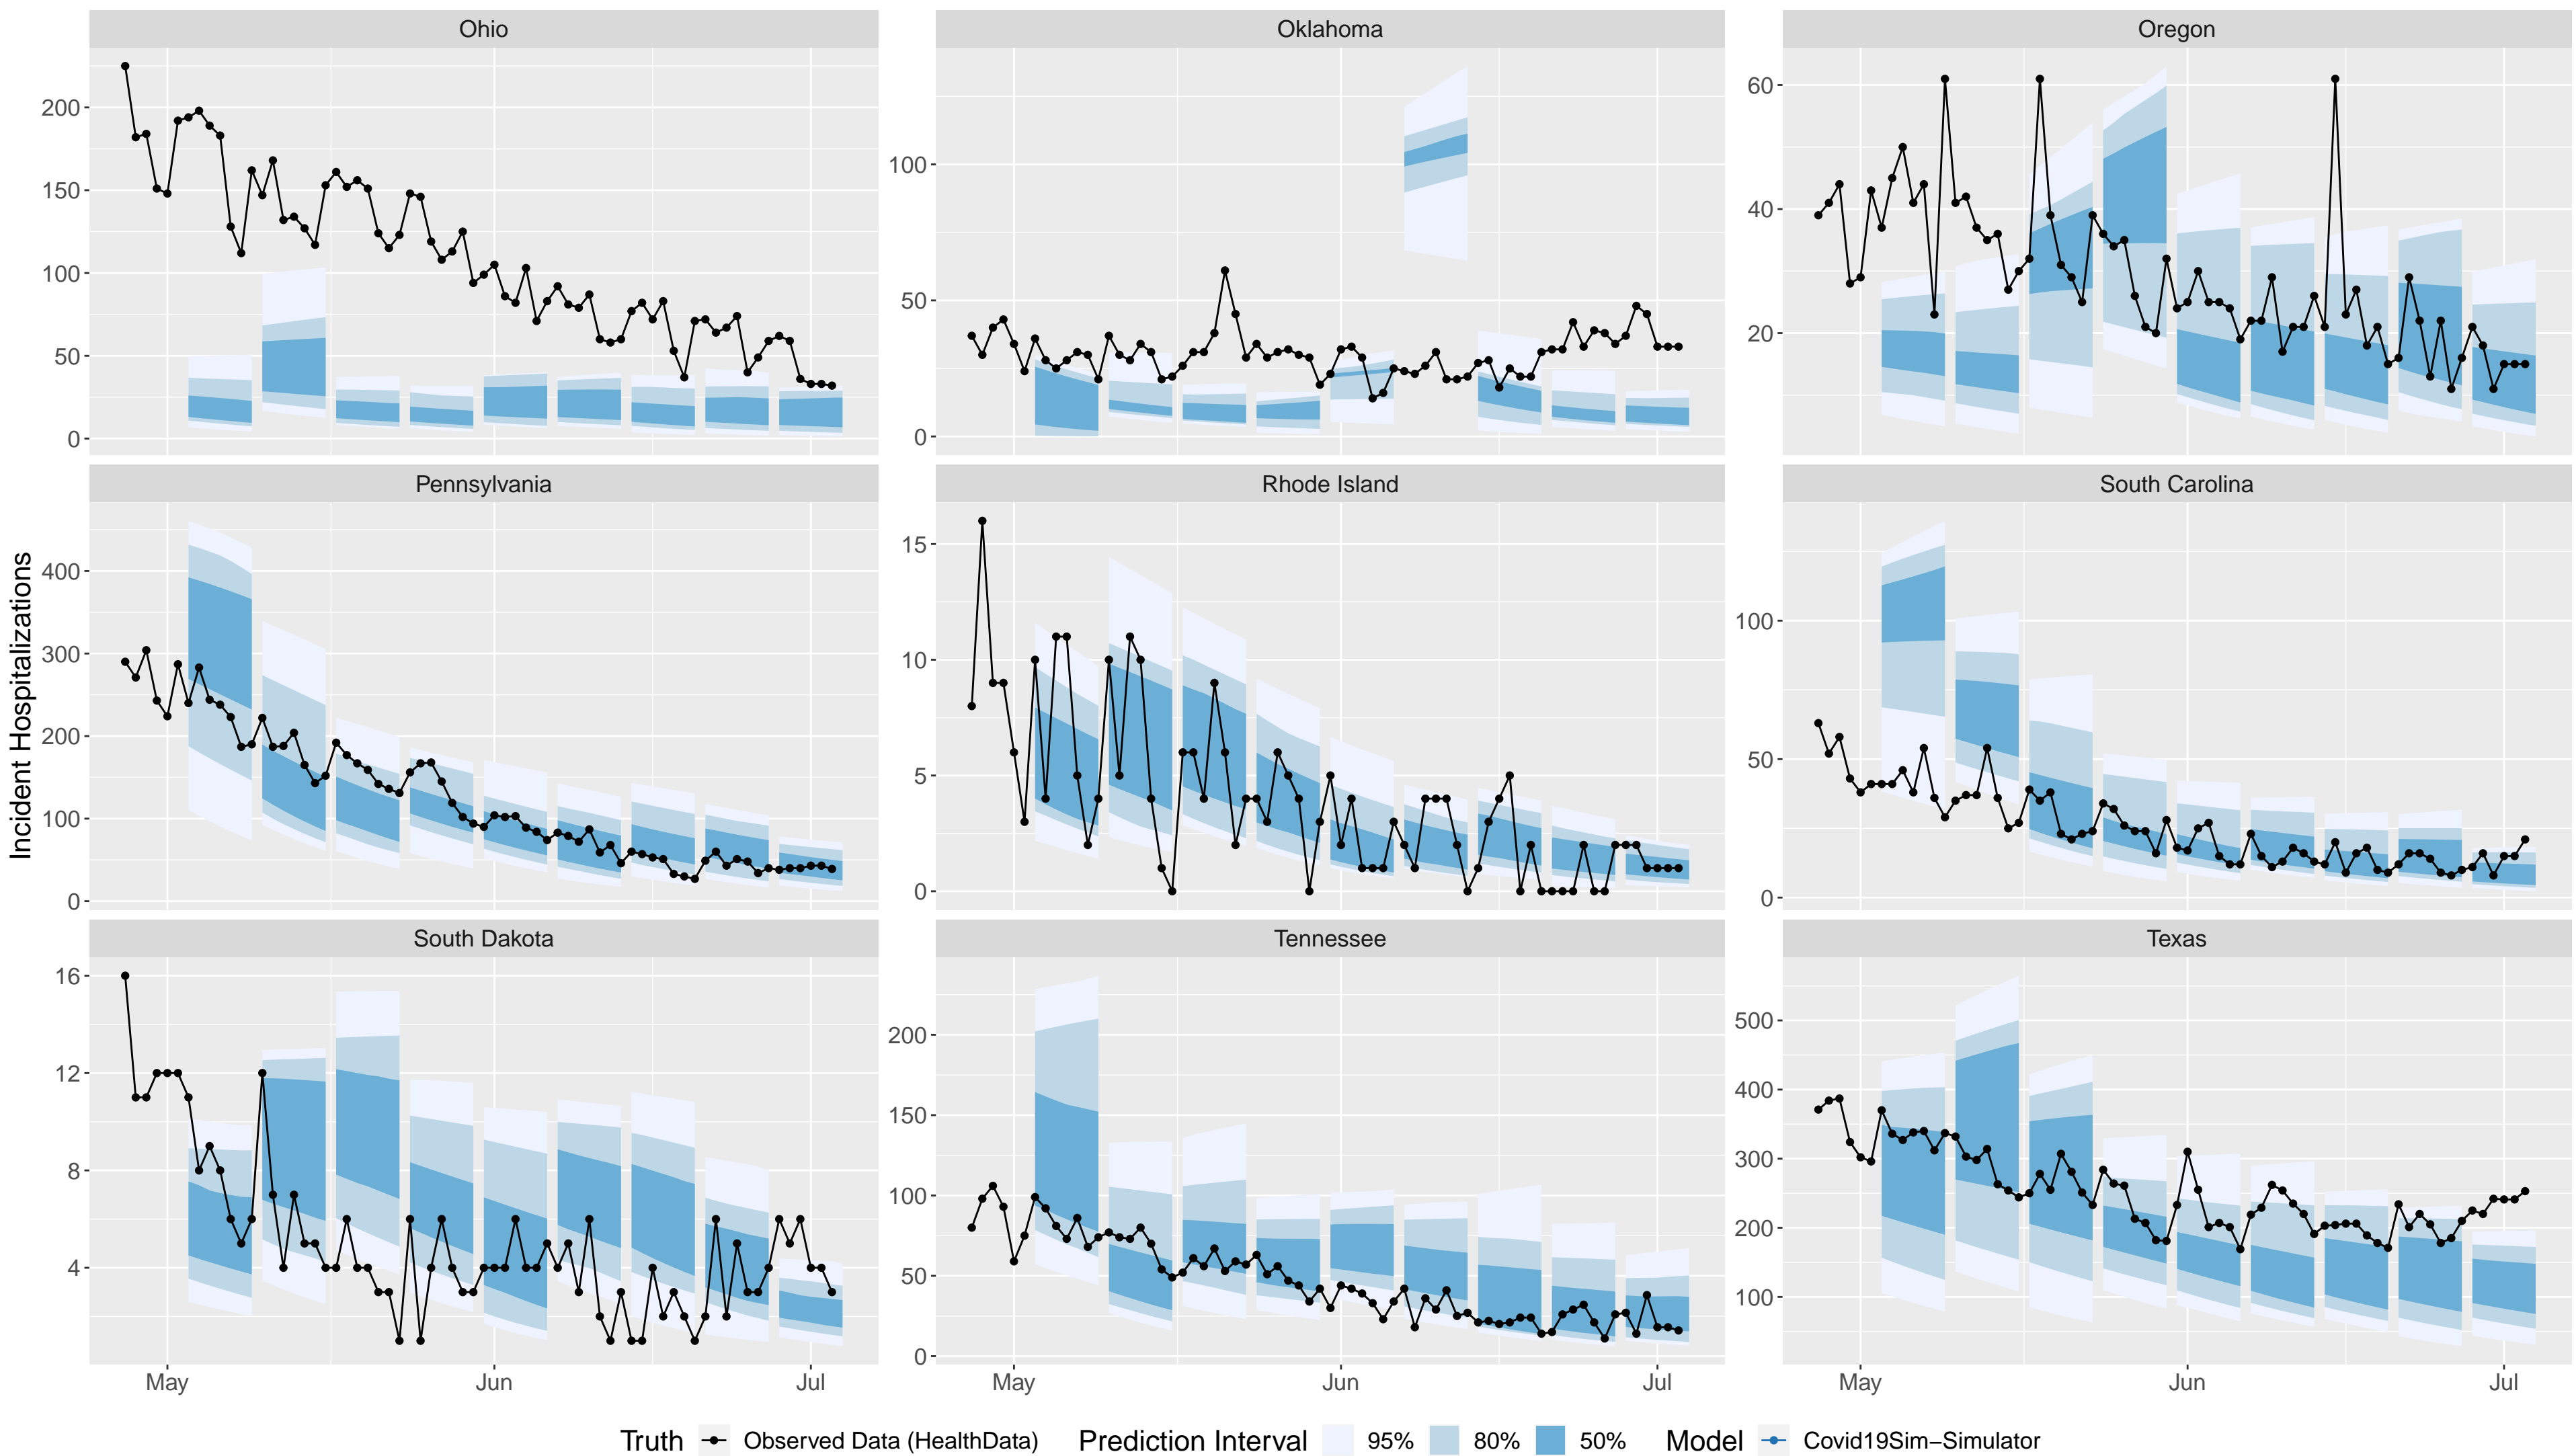 Ohio
Oklahoma
Oregon
200
150
100
50
0
100
50
0
60
40
20
Pennsylvania
Rhode Island
South Carolina
Incident Hospitalizations
400
300
200
100
0
15
10
5
0
100
50
0
South Dakota
Tennessee
Texas
16
12
8
4
200
150
100
50
0
500
400
300
200
100
May Jun Jul
May Jun Jul
May Jun Jul
Truth Observed Data (HealthData) Prediction Interval 95% 80% 50% Model Covid19Sim−Simulator